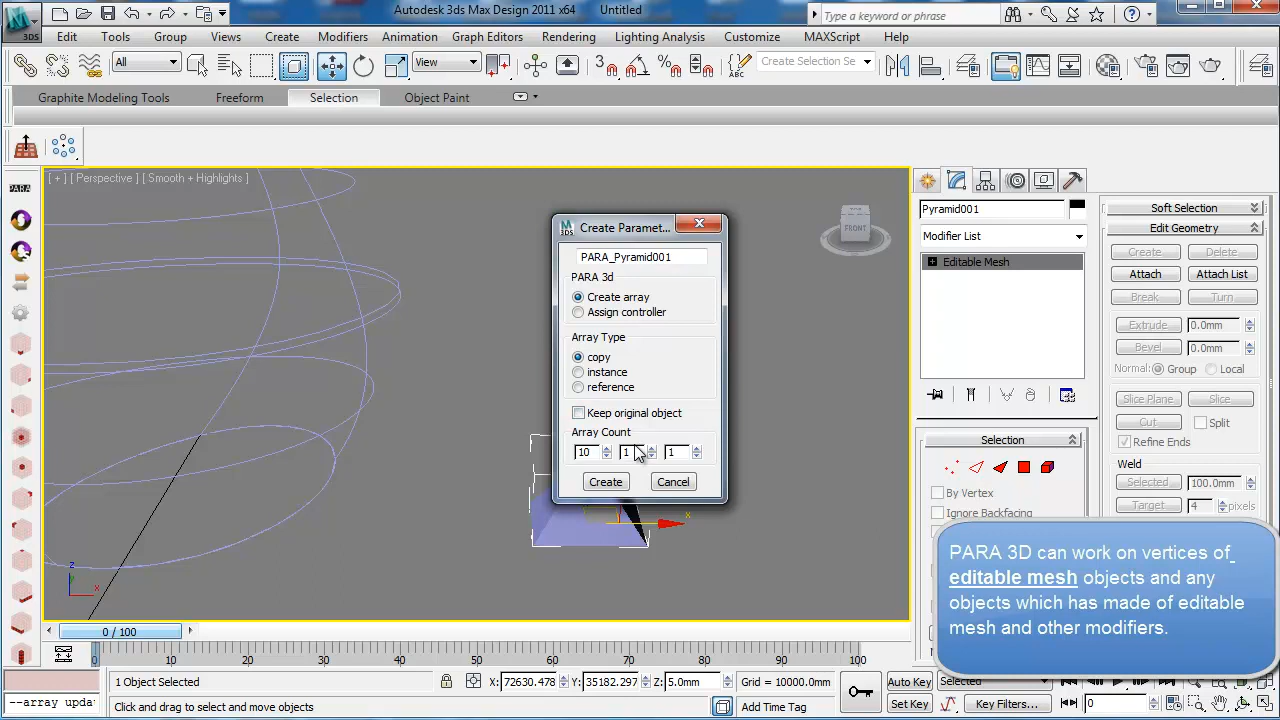 Autodesk 3ds Max Design 2011 x64 Untitled
Type a keyword or phrase
3DS
Edit Tools Group Views Create Modifiers Animation Graph Editors Rendering Lighting Analysis Customize MAXScript Help
All View Create Selection Se
Graphite Modeling Tools Freeform Selection Object Paint
[ + ] [ Perspective ] [ Smooth + Highlights ]
PARA
FRONT
Create Paramet...
PARA_Pyramid001
PARA 3d
Create array
Assign controller
Array Type
copy
instance
reference
Keep original object
Array Count
10 1 1
Create Cancel
x
z
y
x
Pyramid001
Modifier List
Editable Mesh
Selection
By Vertex
Ignore Backfacing
Soft Selection
Edit Geometry
Create Delete
Attach Attach List
Break Turn
Extrude 0.0mm
Bevel 0.0mm
Normal: Group Local
Slice Plane Slice
Cut Split
Refine Ends
Weld
Selected 100.0mm
Target 4 pixels
PARA 3D can work on vertices of
editable mesh objects and any
objects which has made of editable
mesh and other modifiers.
0 / 100
0 10 20 30 40 50 60 70 80 90 100
1 Object Selected X: 72630.478 Y: 35182.297 Z: 5.0mm Grid = 10000.0mm Auto Key Selected
--array upda Click and drag to select and move objects Add Time Tag Set Key Key Filters... 0